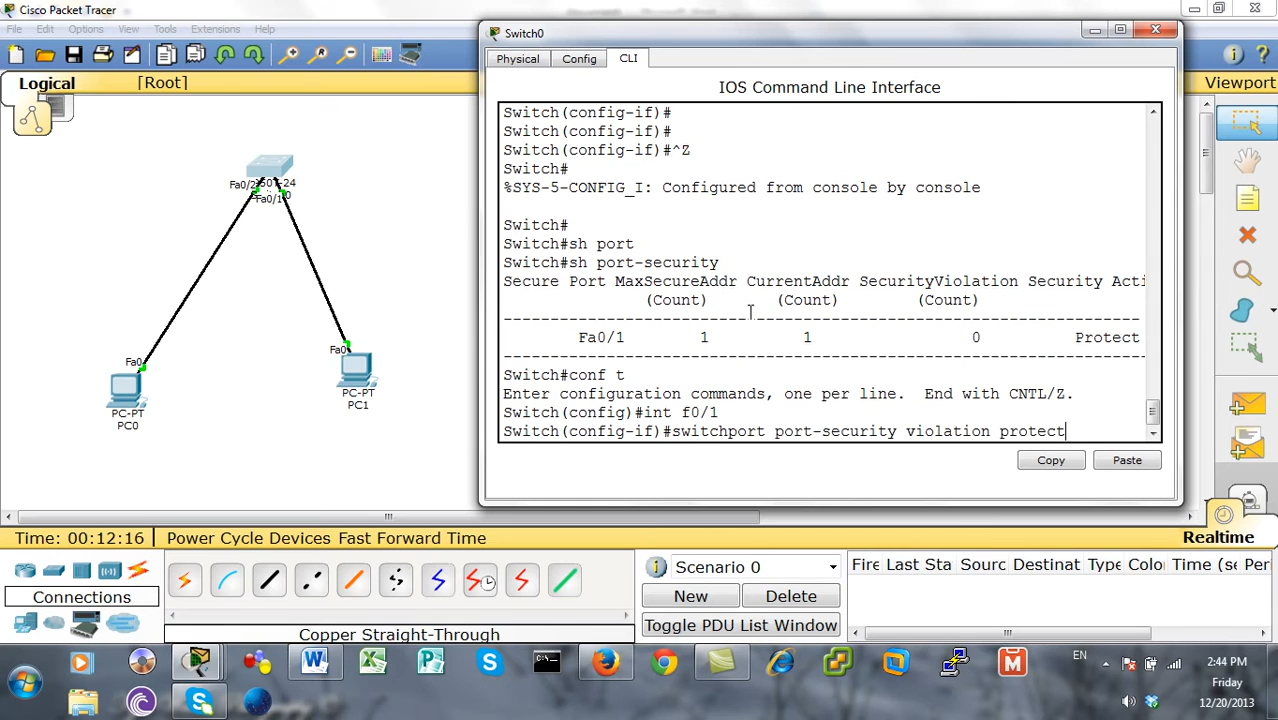 Cisco Packet Tracer
File Edit Options View Tools Extensions Help
Logical [Root] Viewport
Switch0
Physical Config CLI
IOS Command Line Interface
Switch(config-if)#
Switch(config-if)#
Switch(config-if)#^Z
Switch#
%SYS-5-CONFIG_I: Configured from console by console
Switch#
Switch#sh port
Switch#sh port-security
Secure Port MaxSecureAddr CurrentAddr SecurityViolation Security Acti
(Count) (Count) (Count)
--------------------------------------------------------------------
Fa0/1 1 1 0 Protect
----------------------------------------------------------------------
Switch#conf t
Enter configuration commands, one per line. End with CNTL/Z.
Switch(config)#int f0/1
Switch(config-if)#switchport port-security violation protect
Copy Paste
Fa0/1
Fa0
PC-PT
PC0
Fa0
PC-PT
PC1
Time: 00:12:16 Power Cycle Devices Fast Forward Time Realtime
Connections
Copper Straight-Through
Scenario 0
New Delete
Toggle PDU List Window
Fire Last Sta Sourc Destinat Type Colo Time (se Peri
EN
2:44 PM
Friday
12/20/2013